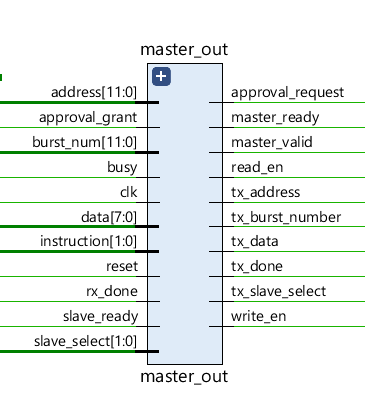 master_out
address[11:0]
approval_grant
burst_num[11:0]
busy
clk
data[7:0]
instruction[1:0]
reset
rx_done
slave_ready
slave_select[1:0]
approval_request
master_ready
master_valid
read_en
tx_address
tx_burst_number
tx_data
tx_done
tx_slave_select
write_en
master_out